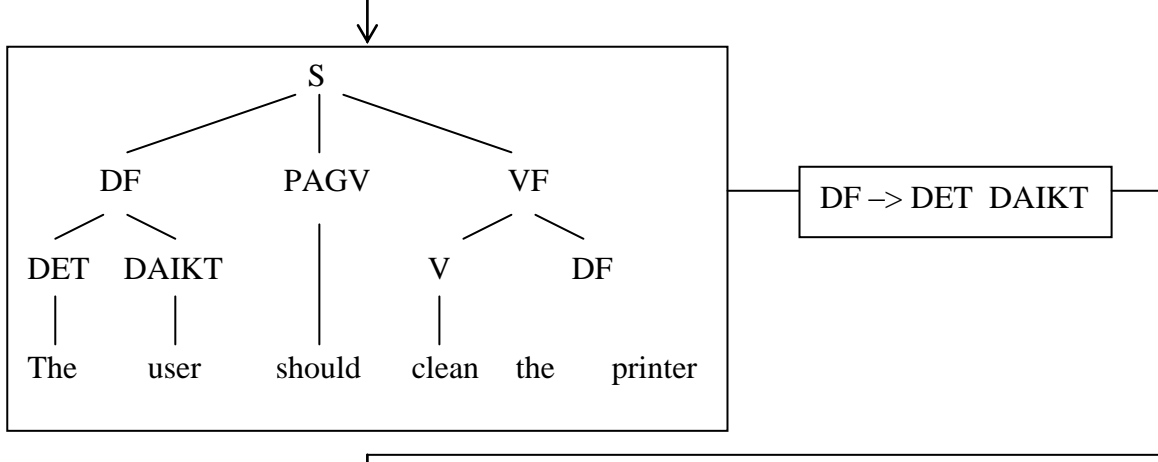 S
DF PAGV VF
DF –> DET DAIKT
DET DAIKT V DF
The user should clean the printer